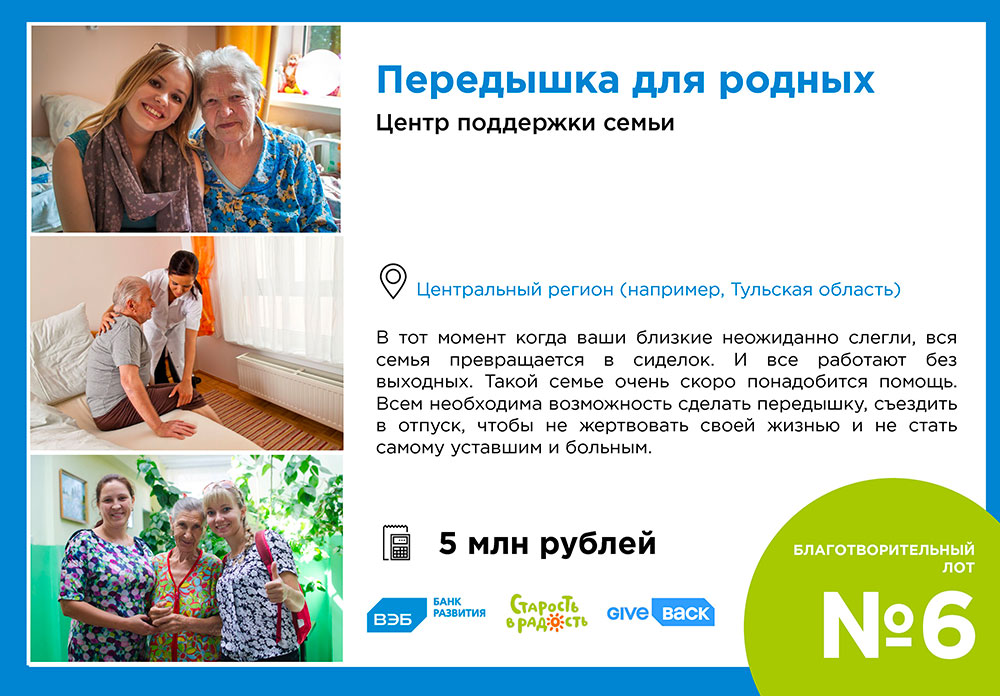 Передышка для родных
Центр поддержки семьи
Центральный регион (например, Тульская область)
В тот момент когда ваши близкие неожиданно слегли, вся
семья превращается в сиделок. И все работают без
выходных. Такой семье очень скоро понадобится помощь.
Всем необходима возможность сделать передышку, съездить
в отпуск, чтобы не жертвовать своей жизнью и не стать
самому уставшим и больным.
5 млн рублей
ВЭБ
БАНК
РАЗВИТИЯ
Старость
в радость
GIVE BACK
БЛАГОТВОРИТЕЛЬНЫЙ
ЛОТ
№6